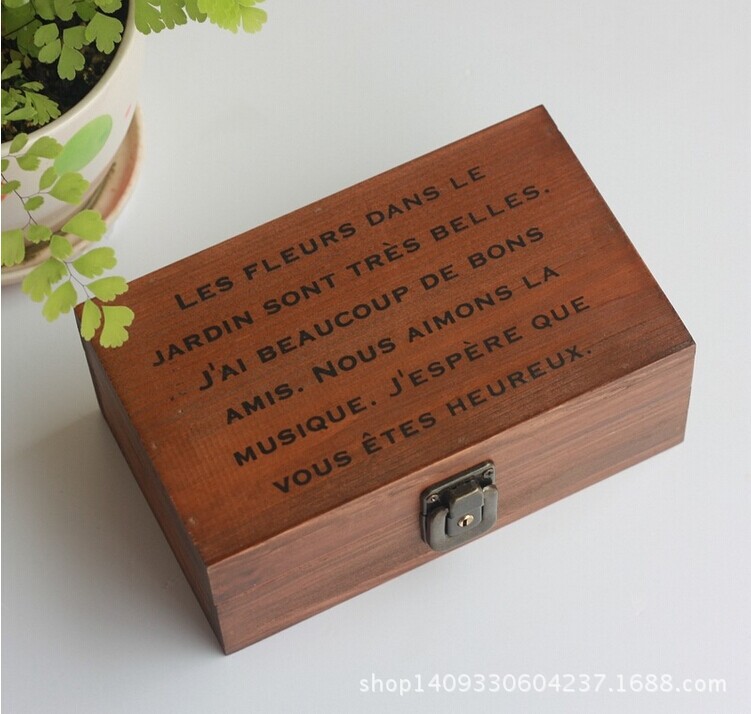 Les fleurs dans le
jardin sont très belles.
J'ai beaucoup de bons
amis. Nous aimons la
musique. J'espère que
vous êtes heureux.
shop1409330604237.1688.com